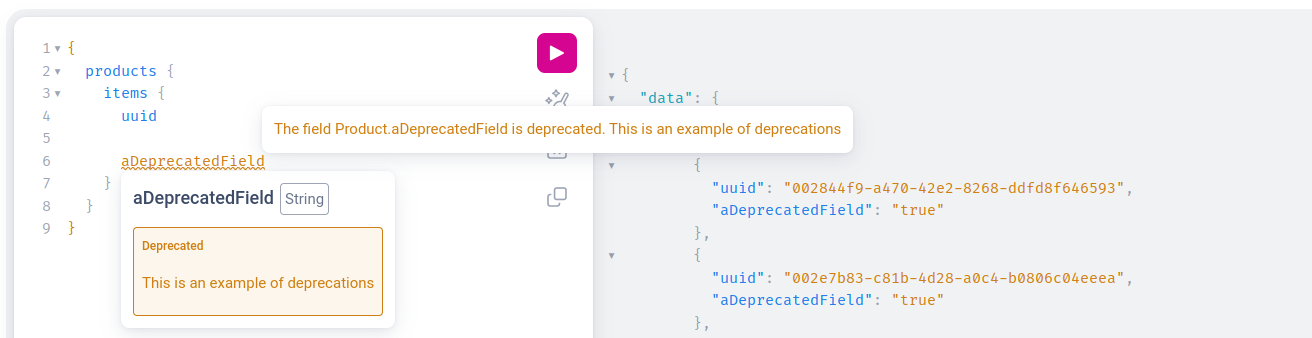 1 {
2 products {
3 items {
4 uuid
5
6 aDeprecatedField
7 }
8 }
9 }
The field Product.aDeprecatedField is deprecated. This is an example of deprecations
aDeprecatedField String
Deprecated
This is an example of deprecations
{
"data": {
{
"uuid": "002844f9-a470-42e2-8268-ddfd8f646593",
"aDeprecatedField": "true"
},
{
"uuid": "002e7b83-c81b-4d28-a0c4-b0806c04eeea",
"aDeprecatedField": "true"
},